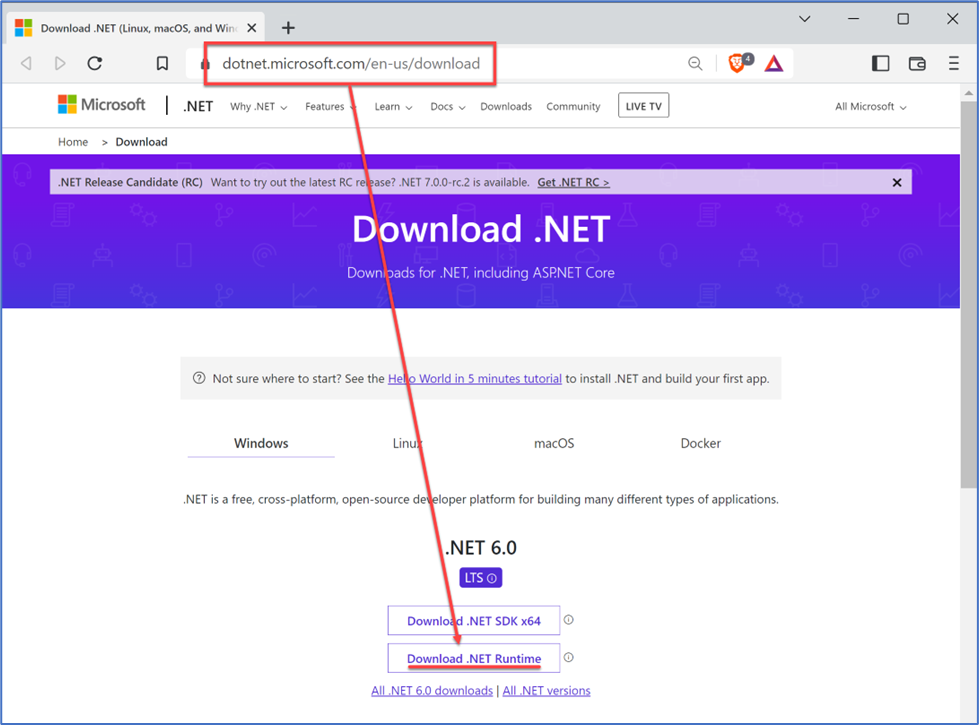 Download .NET (Linux, macOS, and Win
dotnet.microsoft.com/en-us/download
4
Microsoft .NET Why .NET Features Learn Docs Downloads Community LIVE TV All Microsoft
Home > Download
.NET Release Candidate (RC) Want to try out the latest RC release? .NET 7.0.0-rc.2 is available. Get .NET RC >
Download .NET
Downloads for .NET, including ASP.NET Core
Not sure where to start? See the Hello World in 5 minutes tutorial to install .NET and build your first app.
Windows Linux macOS Docker
.NET is a free, cross-platform, open-source developer platform for building many different types of applications.
.NET 6.0
LTS
Download .NET SDK x64
Download .NET Runtime
All .NET 6.0 downloads | All .NET versions